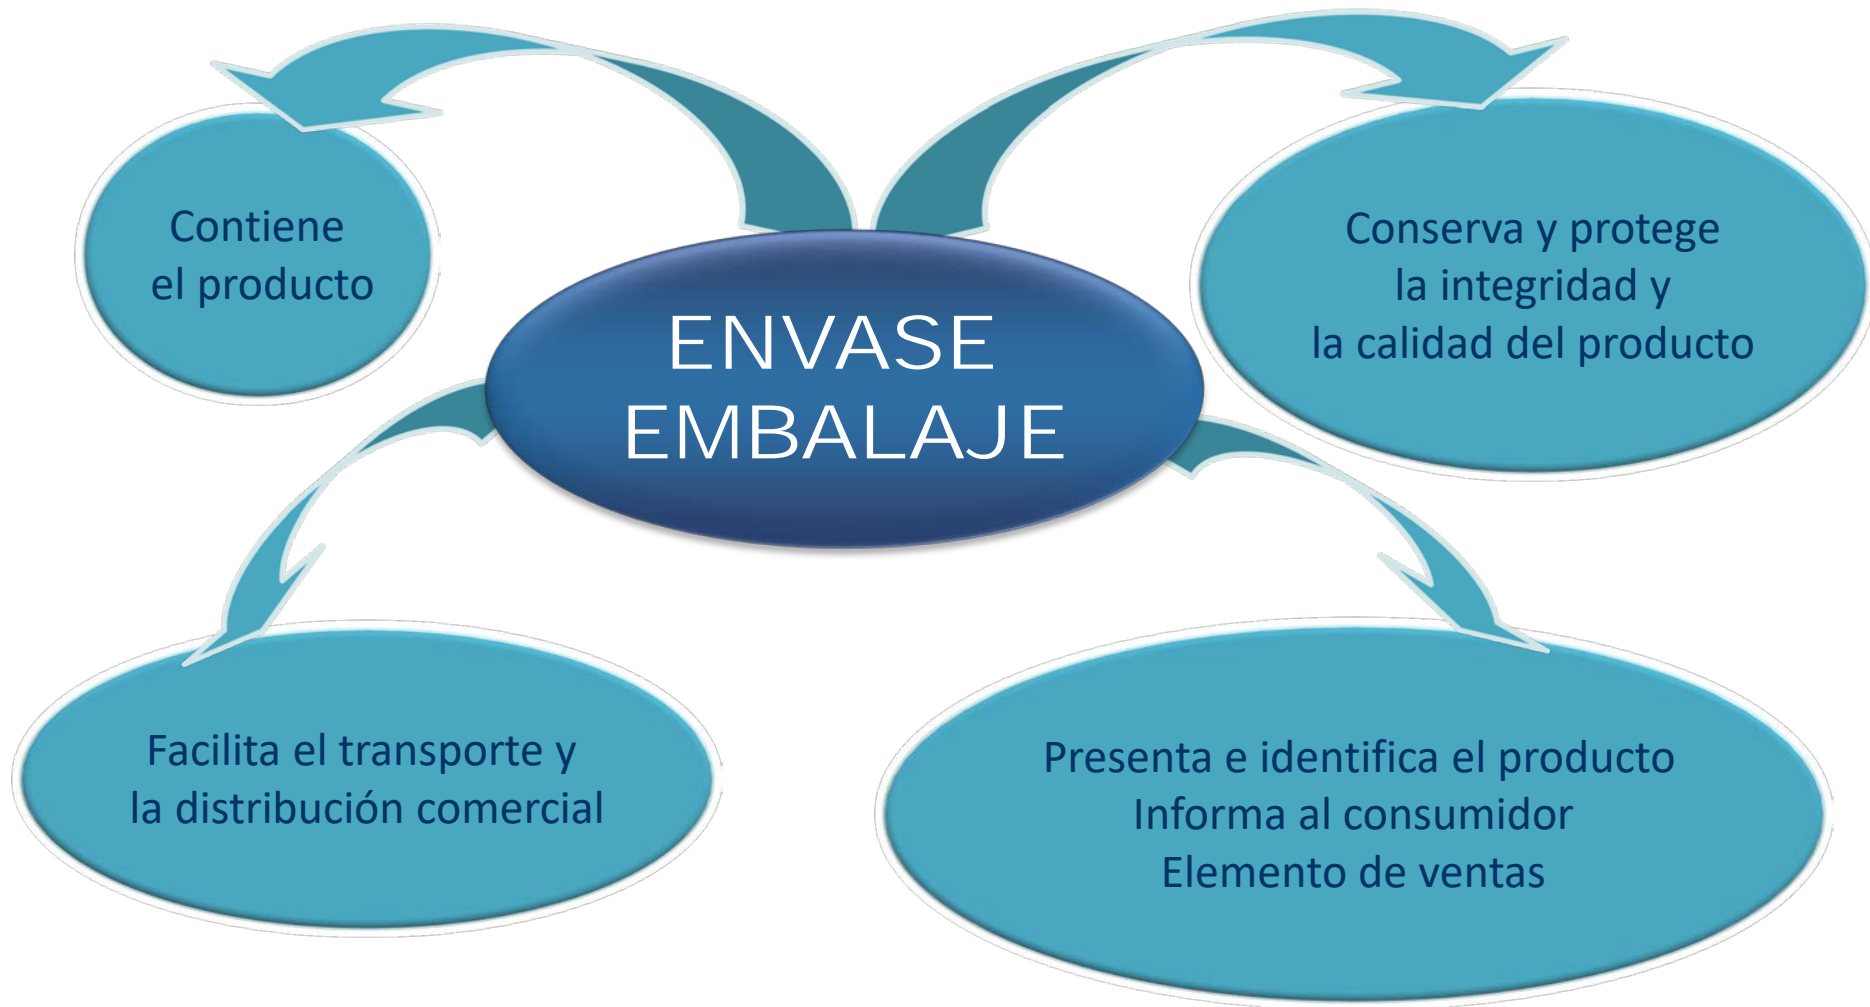 Contiene
el producto
Conserva y protege
la integridad y
la calidad del producto
ENVASE
EMBALAJE
Facilita el transporte y
la distribución comercial
Presenta e identifica el producto
Informa al consumidor
Elemento de ventas